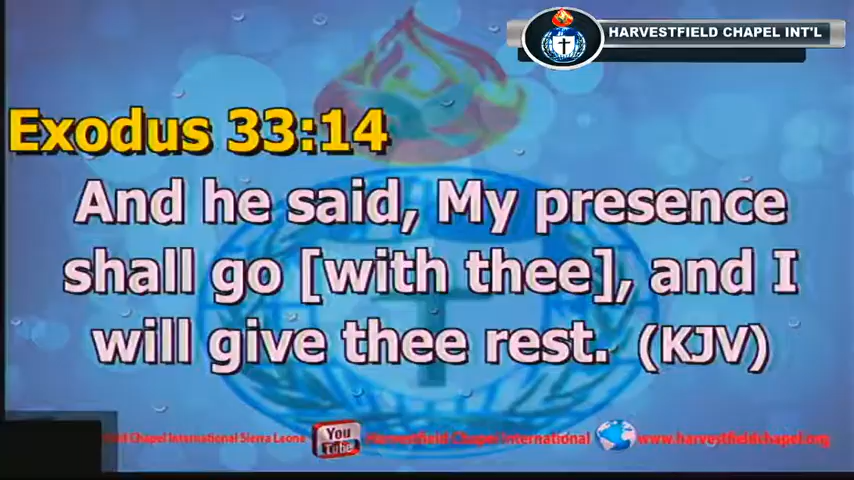 HARVESTFIELD CHAPEL INT'L
Exodus 33:14
And he said, My presence
shall go [with thee], and I
will give thee rest. (KJV)
Chapel International Sierra Leone You Tube Harvestfield Chapel International www.harvestfieldchapel.org